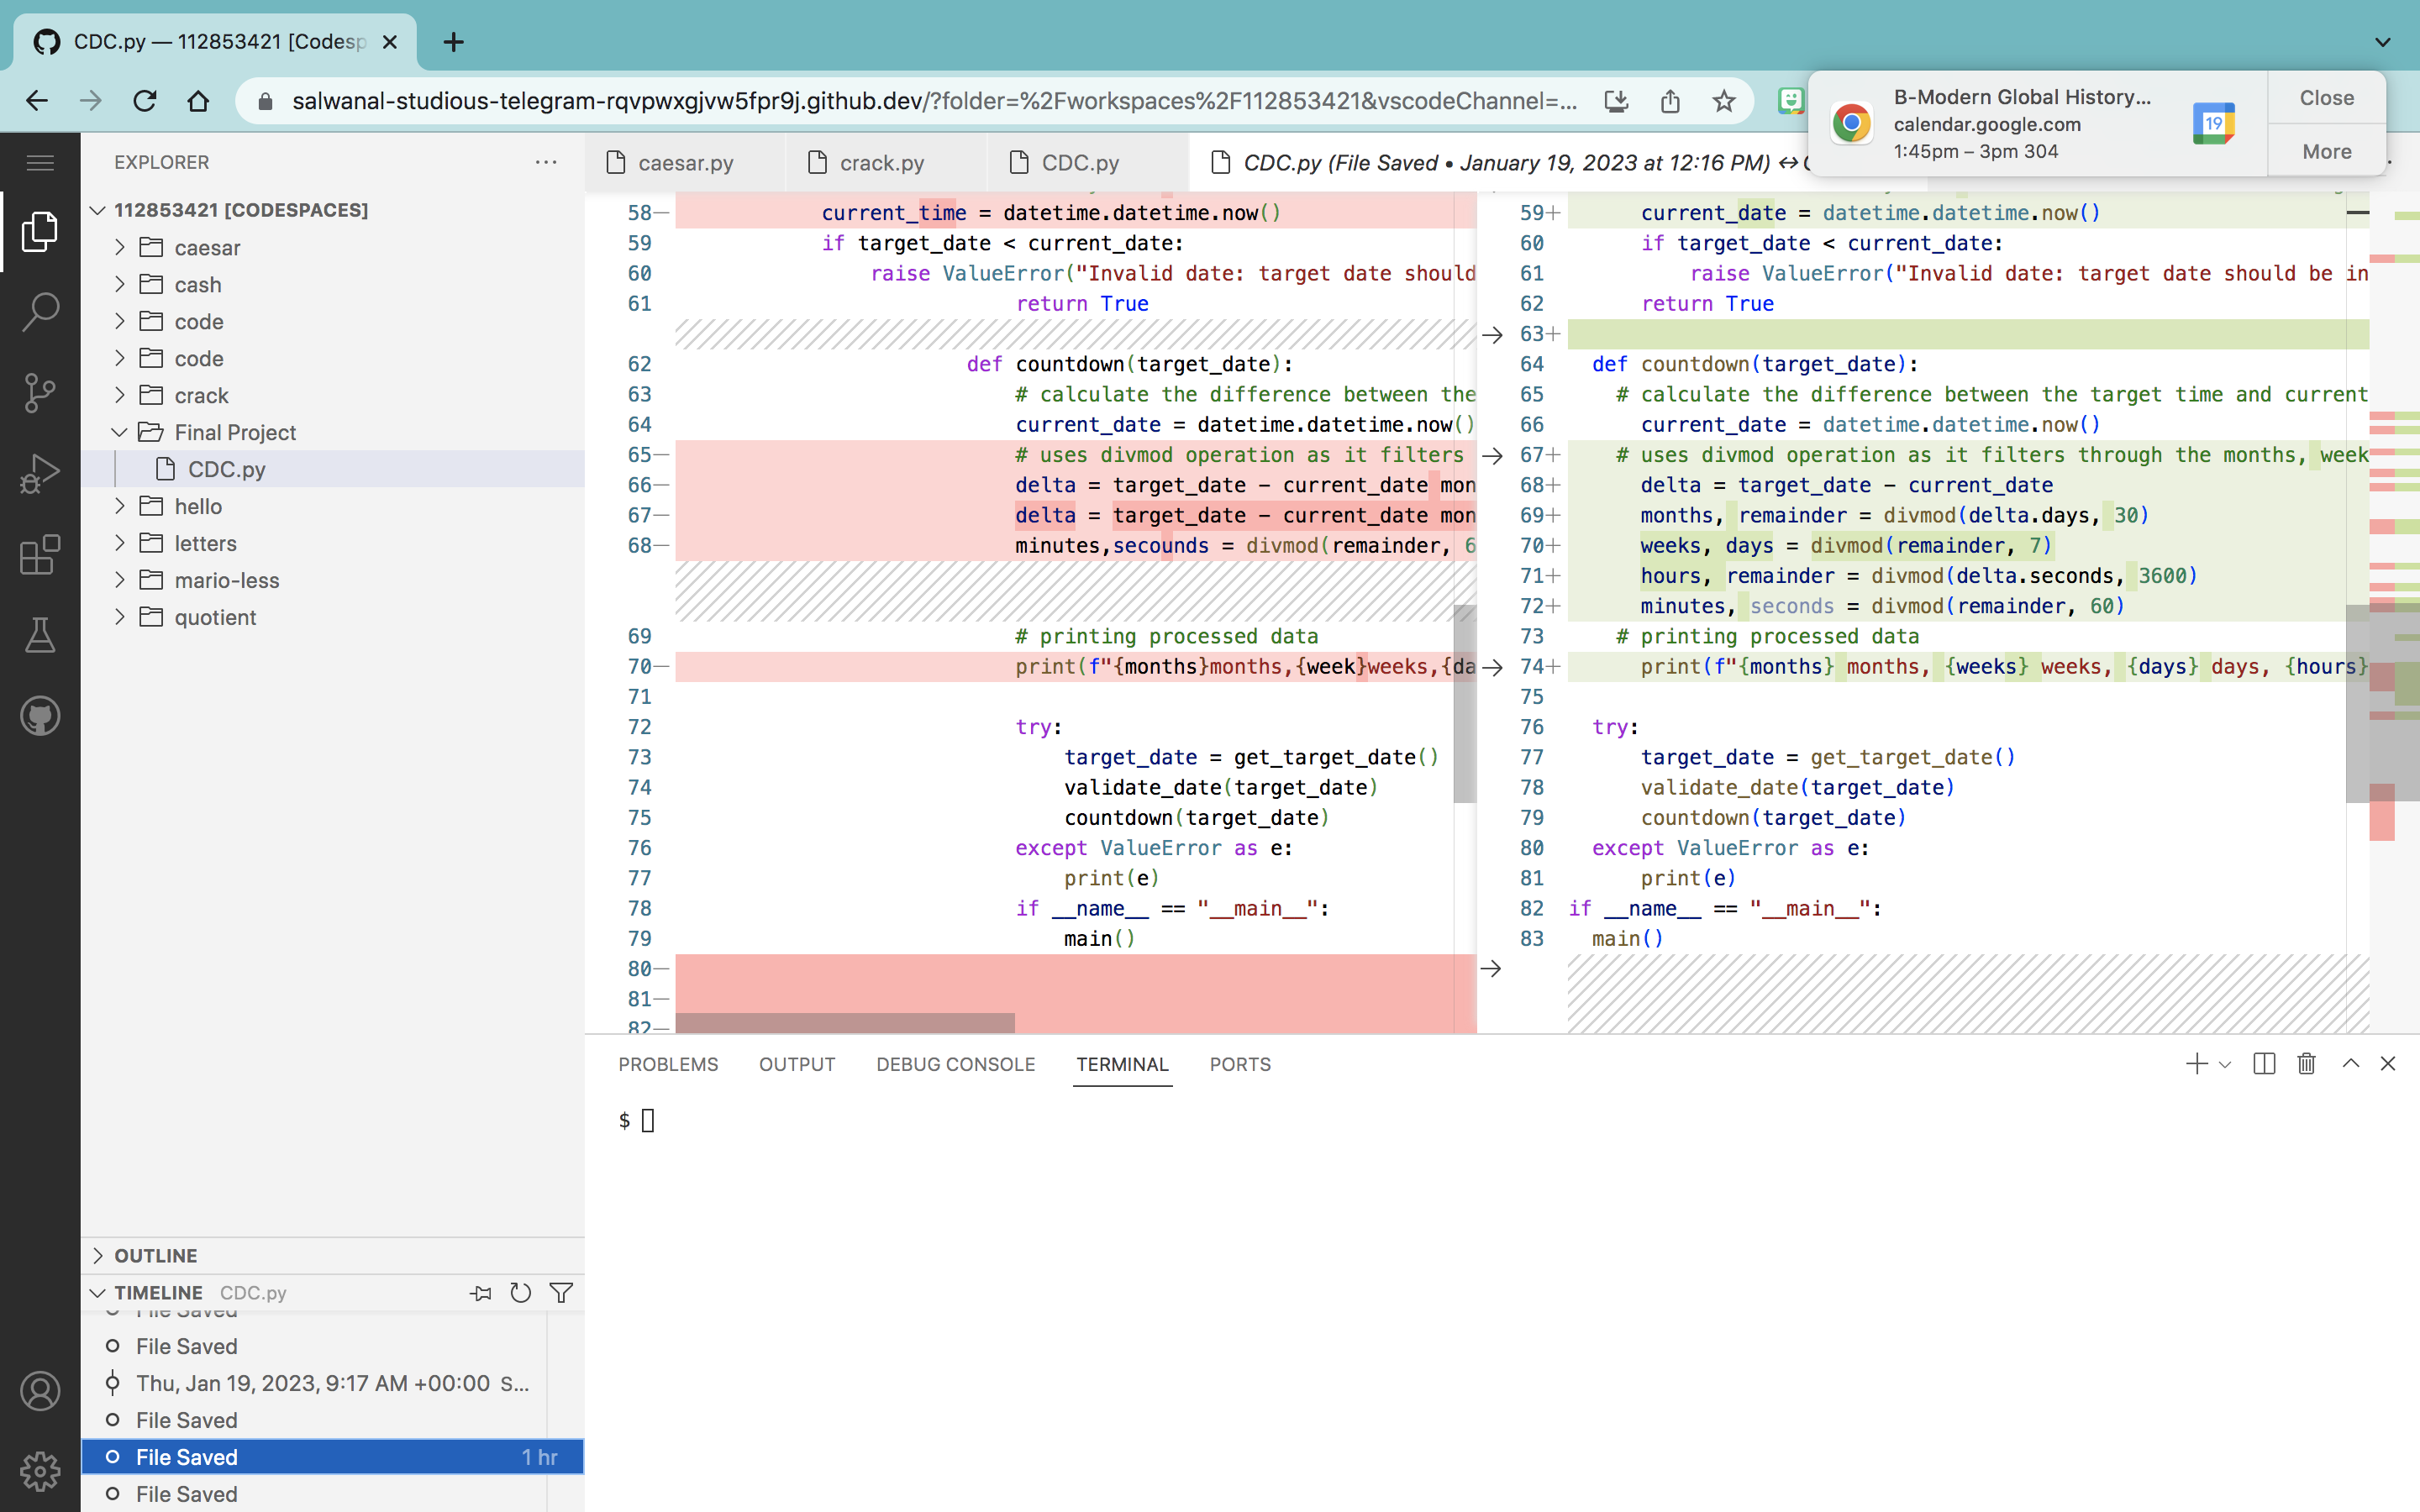 CDC.py — 112853421 [Codesp
salwanal-studious-telegram-rqvpwxgjvw5fpr9j.github.dev/?folder=%2Fworkspaces%2F112853421&vscodeChannel=...
B-Modern Global History...
calendar.google.com
1:45pm – 3pm 304
19
Close
More
EXPLORER
112853421 [CODESPACES]
caesar
cash
code
code
crack
Final Project
CDC.py
hello
letters
mario-less
quotient
OUTLINE
TIMELINE CDC.py
File Saved
File Saved
Thu, Jan 19, 2023, 9:17 AM +00:00 S...
File Saved
File Saved 1 hr
File Saved
caesar.py
crack.py
CDC.py
CDC.py (File Saved • January 19, 2023 at 12:16 PM) ↔
58— current_time = datetime.datetime.now()
59 if target_date < current_date:
60 raise ValueError("Invalid date: target date should
61 return True
62 def countdown(target_date):
63 # calculate the difference between the
64 current_date = datetime.datetime.now()
65— # uses divmod operation as it filters
66— delta = target_date - current_date mon
67— delta = target_date - current_date mon
68— minutes,secounds = divmod(remainder, 6
69 # printing processed data
70— print(f"{months}months,{week}weeks,{da
71
72 try:
73 target_date = get_target_date()
74 validate_date(target_date)
75 countdown(target_date)
76 except ValueError as e:
77 print(e)
78 if __name__ == "__main__":
79 main()
80—
81—
82—
59+ current_date = datetime.datetime.now()
60 if target_date < current_date:
61 raise ValueError("Invalid date: target date should be in
62 return True
63+
64 def countdown(target_date):
65 # calculate the difference between the target time and current
66 current_date = datetime.datetime.now()
67+ # uses divmod operation as it filters through the months, week
68+ delta = target_date - current_date
69+ months, remainder = divmod(delta.days, 30)
70+ weeks, days = divmod(remainder, 7)
71+ hours, remainder = divmod(delta.seconds, 3600)
72+ minutes, seconds = divmod(remainder, 60)
73 # printing processed data
74+ print(f"{months} months, {weeks} weeks, {days} days, {hours}
75
76 try:
77 target_date = get_target_date()
78 validate_date(target_date)
79 countdown(target_date)
80 except ValueError as e:
81 print(e)
82 if __name__ == "__main__":
83 main()
PROBLEMS
OUTPUT
DEBUG CONSOLE
TERMINAL
PORTS
$